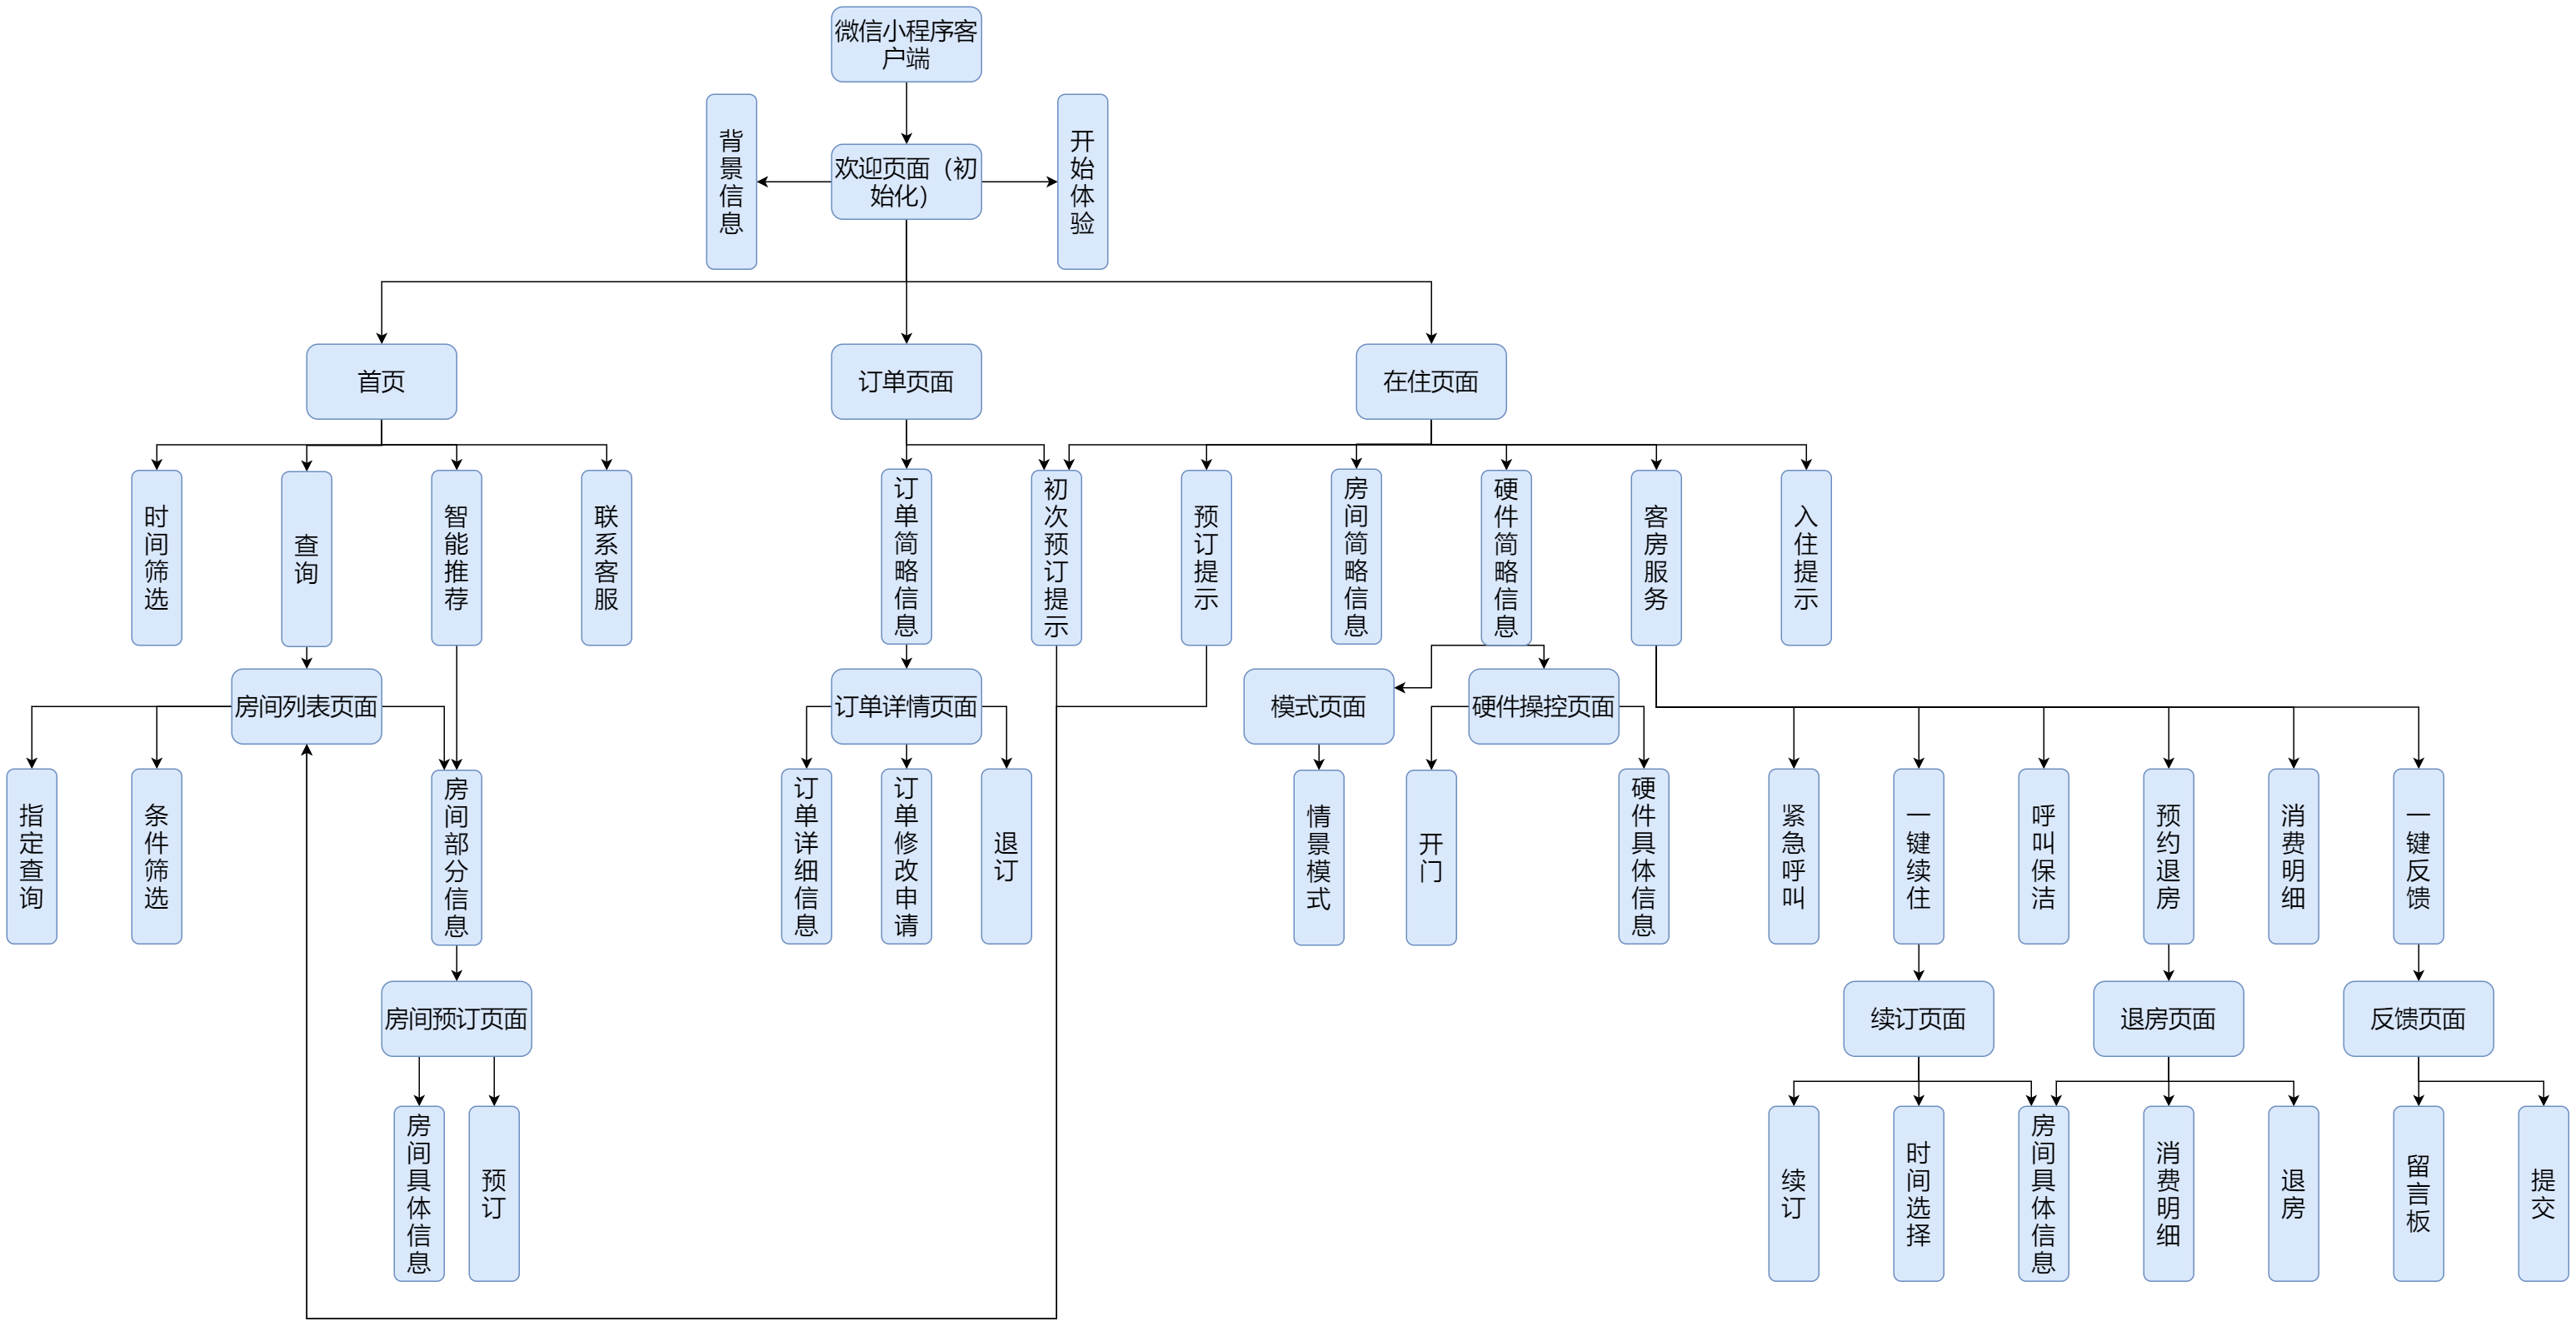 微信小程序客
户端
背景信息
欢迎页面（初
始化）
开始体验
首页
订单页面
在住页面
时间筛选
查询
智能推荐
联系客服
订单简略信息
初次预订提示
预订提示
房间简略信息
硬件简略信息
客房服务
入住提示
房间列表页面
订单详情页面
模式页面
硬件操控页面
指定查询
条件筛选
房间部分信息
订单详细信息
订单修改申请
退订
情景模式
开门
硬件具体信息
紧急呼叫
一键续住
呼叫保洁
预约退房
消费明细
一键反馈
房间预订页面
续订页面
退房页面
反馈页面
房间具体信息
预订
续订
时间选择
房间具体信息
消费明细
退房
留言板
提交